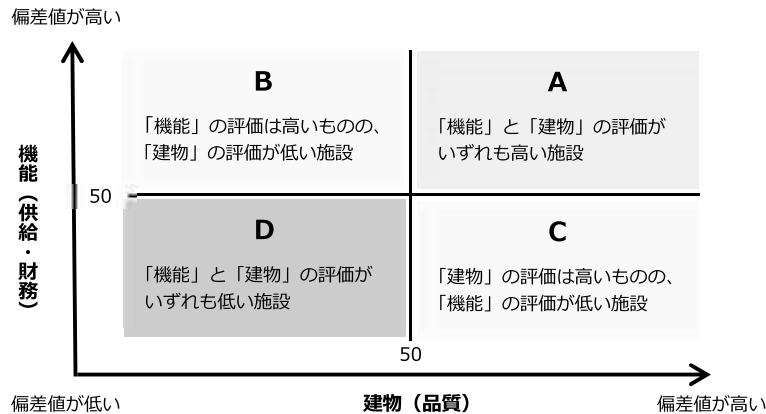 偏差値が高い
B
「機能」の評価は高いものの、
「建物」の評価が低い施設
A
「機能」と「建物」の評価が
いずれも高い施設
機能（供給・財務）
50
D
「機能」と「建物」の評価が
いずれも低い施設
C
「建物」の評価は高いものの、
「機能」の評価が低い施設
50
偏差値が低い
建物（品質）
偏差値が高い